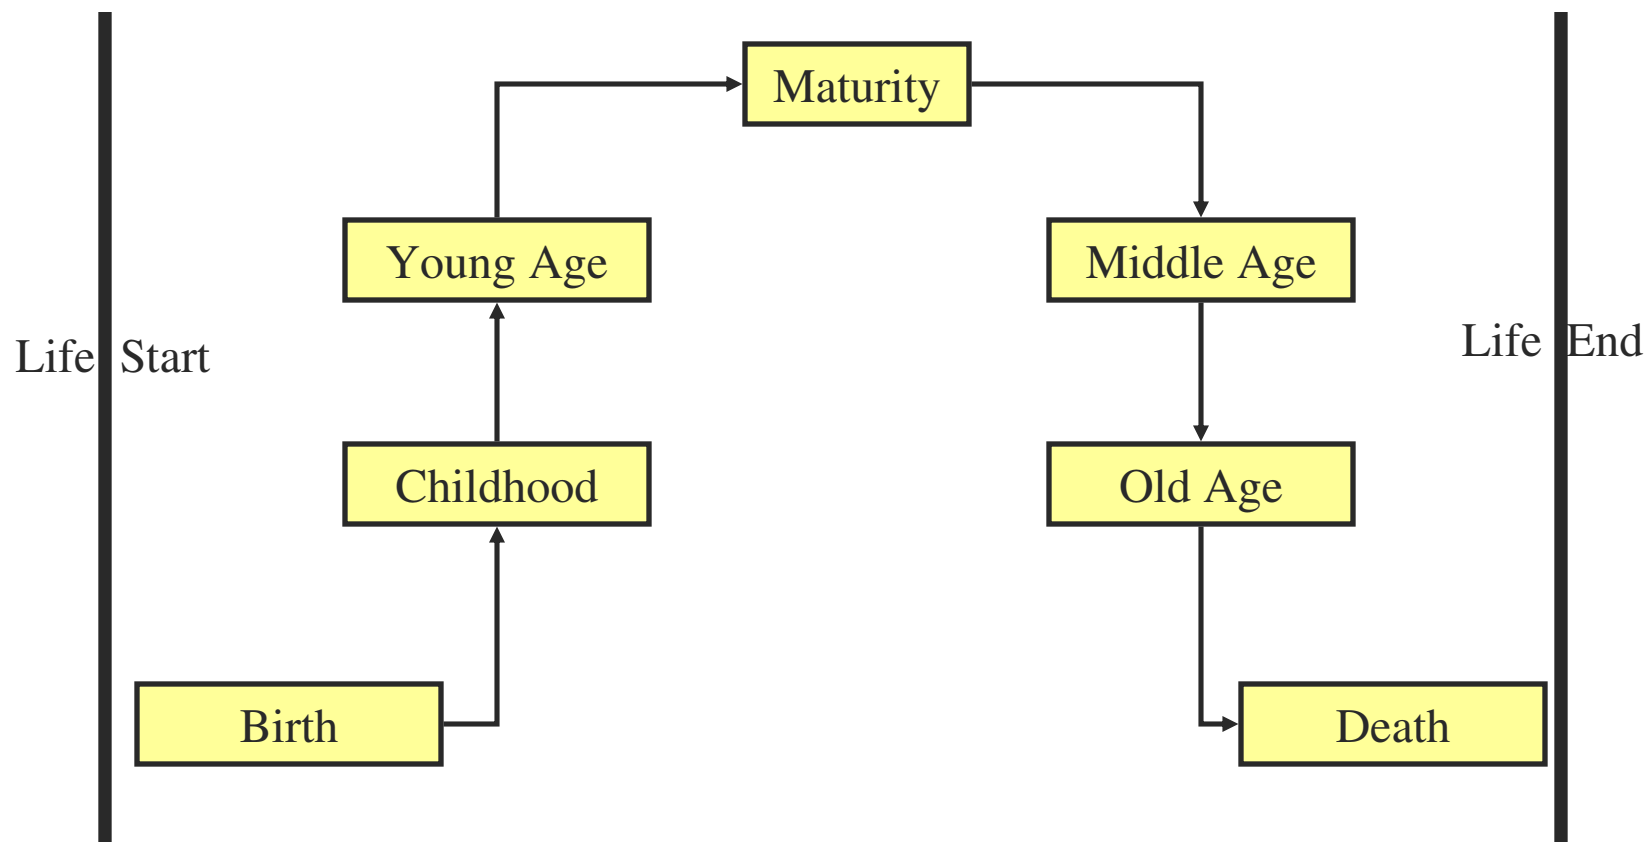 Maturity
Young Age
Middle Age
Life Start
Life End
Childhood
Old Age
Birth
Death